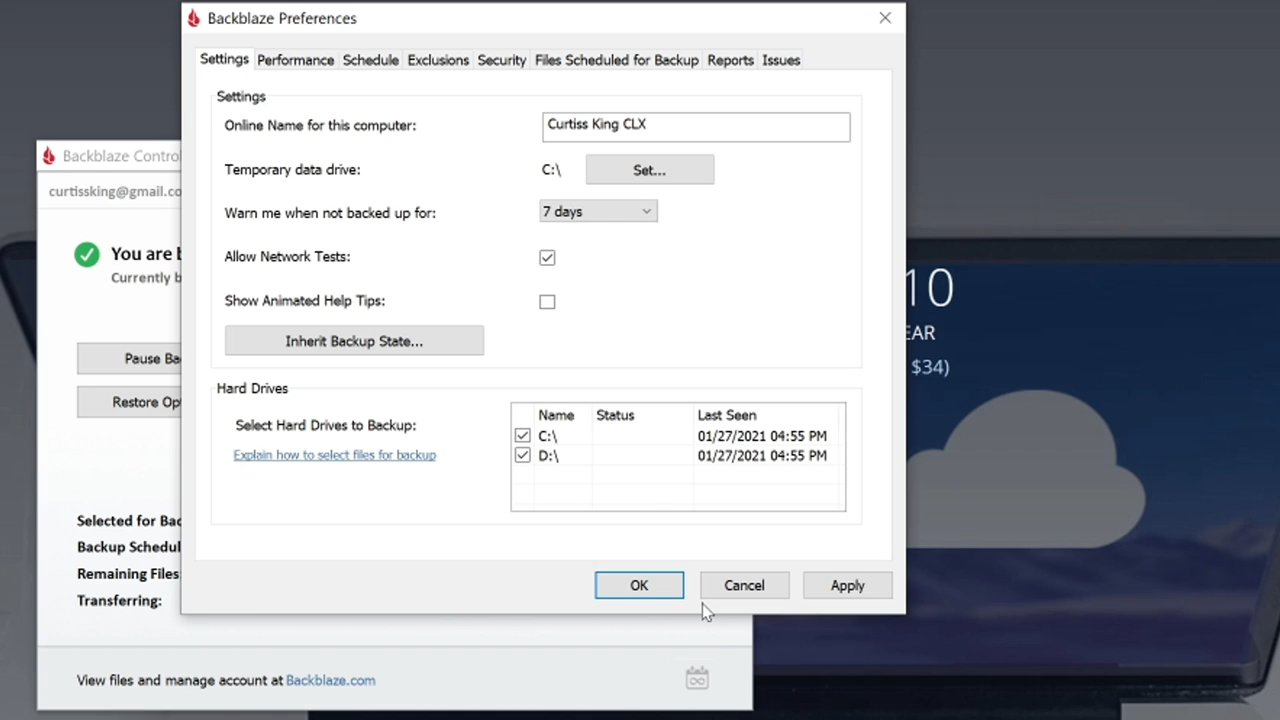 Backblaze Preferences
Settings Performance Schedule Exclusions Security Files Scheduled for Backup Reports Issues
Settings
Online Name for this computer: Curtiss King CLX
Temporary data drive: C:\ Set...
Warn me when not backed up for: 7 days
Allow Network Tests:
Show Animated Help Tips:
Inherit Backup State...
Hard Drives
Select Hard Drives to Backup:
Explain how to select files for backup
Name Status Last Seen
C:\ 01/27/2021 04:55 PM
D:\ 01/27/2021 04:55 PM
OK Cancel Apply
Backblaze Contro
curtissking@gmail.co
You are
Currently
Pause Ba
Restore Op
Selected for Ba
Backup Schedul
Remaining Files
Transferring:
View files and manage account at Backblaze.com
10
EAR
$34)